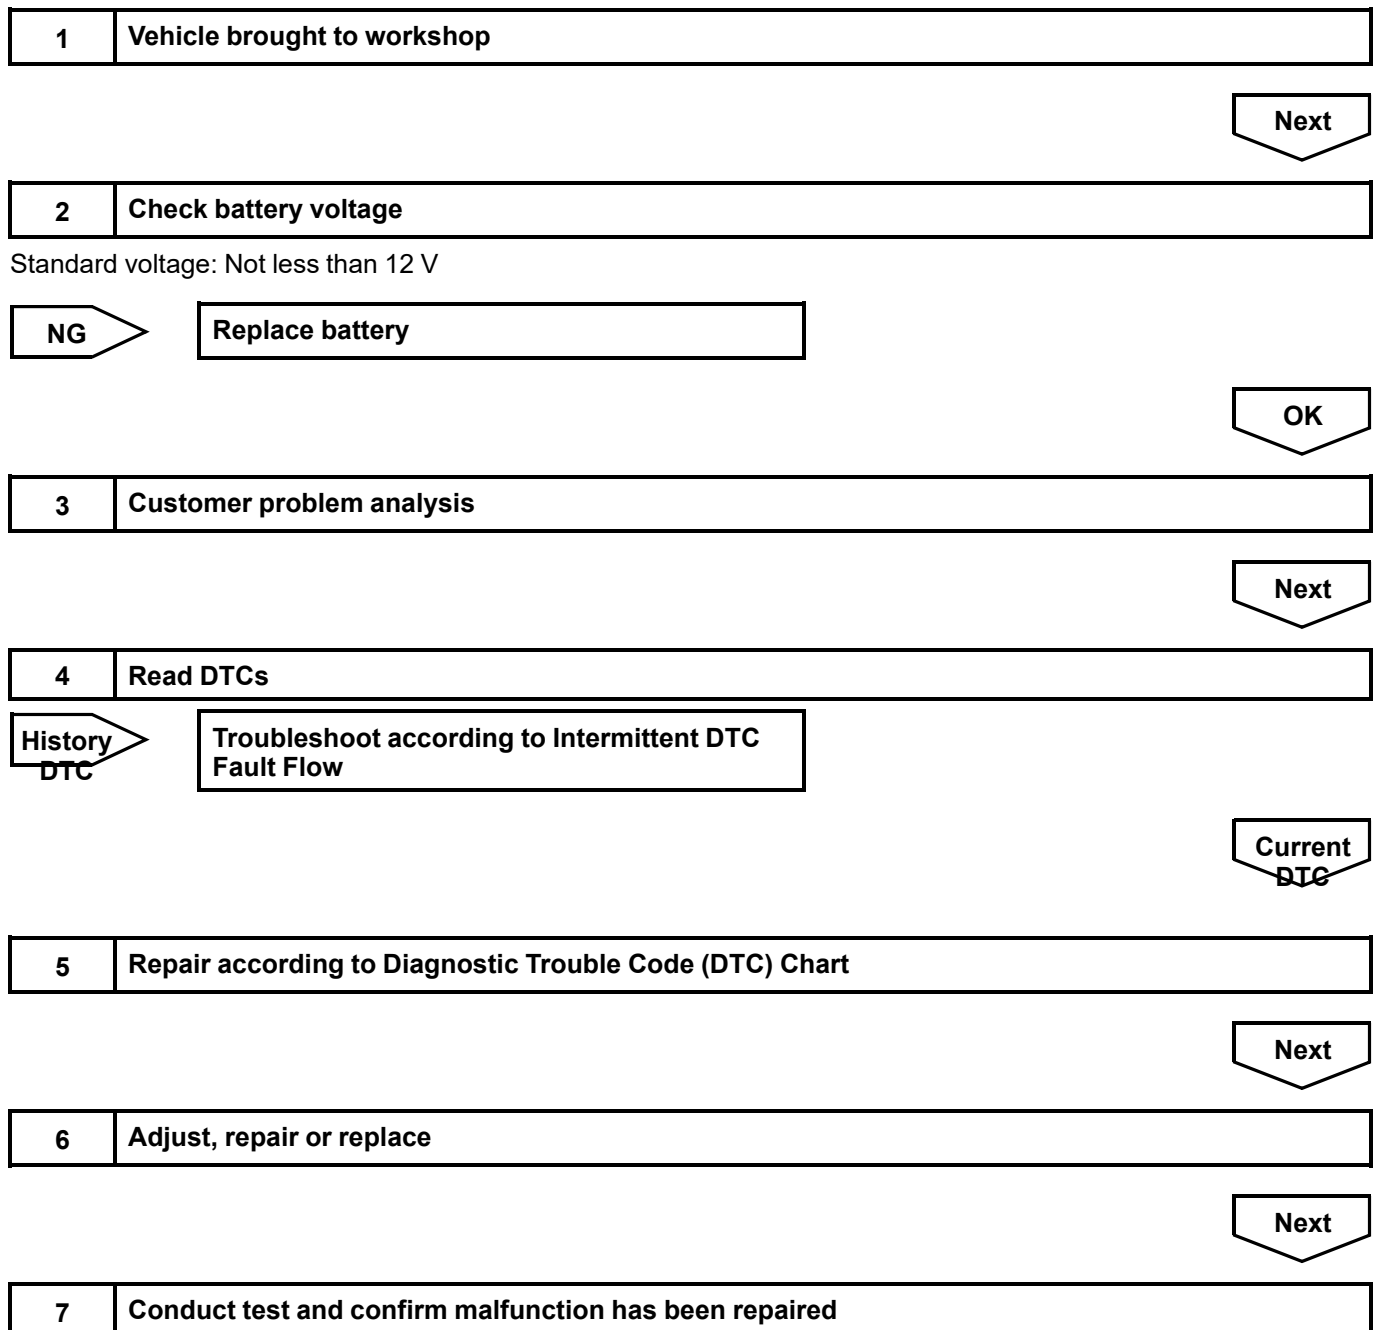 1 Vehicle brought to workshop
Next
2 Check battery voltage
Standard voltage: Not less than 12 V
NG Replace battery
OK
3 Customer problem analysis
Next
4 Read DTCs
History
DTC
Troubleshoot according to Intermittent DTC
Fault Flow
Current
DTC
5 Repair according to Diagnostic Trouble Code (DTC) Chart
Next
6 Adjust, repair or replace
Next
7 Conduct test and confirm malfunction has been repaired